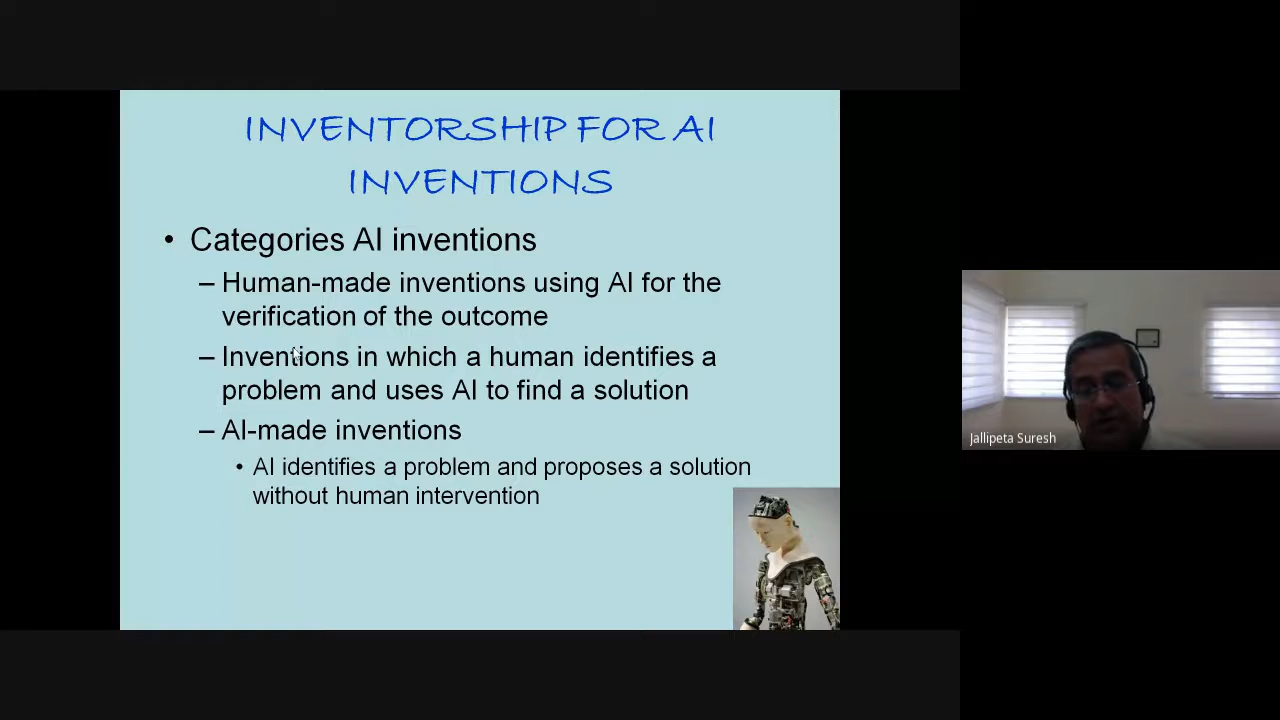 INVENTORSHIP FOR AI
INVENTIONS
• Categories AI inventions
– Human-made inventions using AI for the
verification of the outcome
– Inventions in which a human identifies a
problem and uses AI to find a solution
– AI-made inventions
• AI identifies a problem and proposes a solution
without human intervention
Jallipeta Suresh